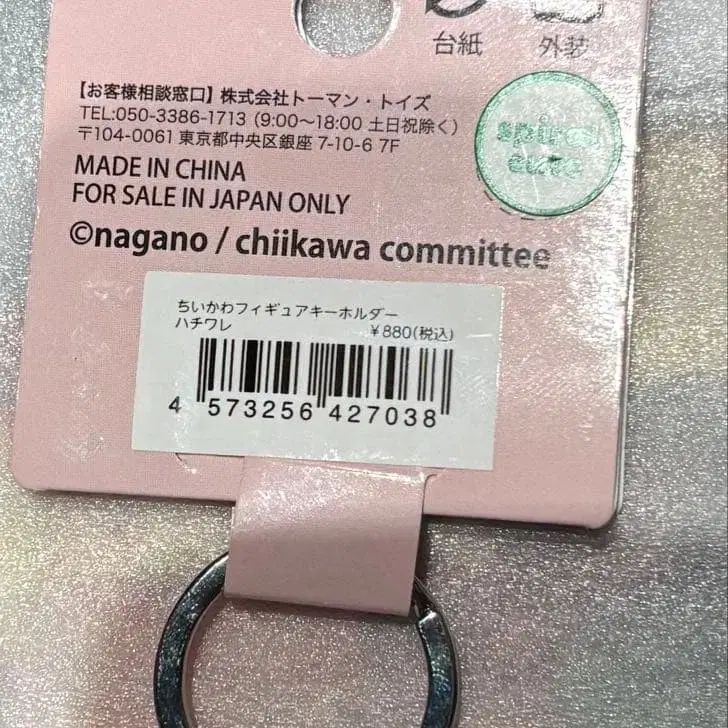 台紙 外装
【お客様相談窓口】株式会社トーマン・トイズ
TEL:050-3386-1713（9:00～18:00 土日祝除く）
〒104-0061 東京都中央区銀座 7-10-6 7F
spiral
cute
MADE IN CHINA
FOR SALE IN JAPAN ONLY
©nagano / chiikawa committee
ちいかわフィギュアキーホルダー
ハチワレ
￥880(税込)
4 573256 427038